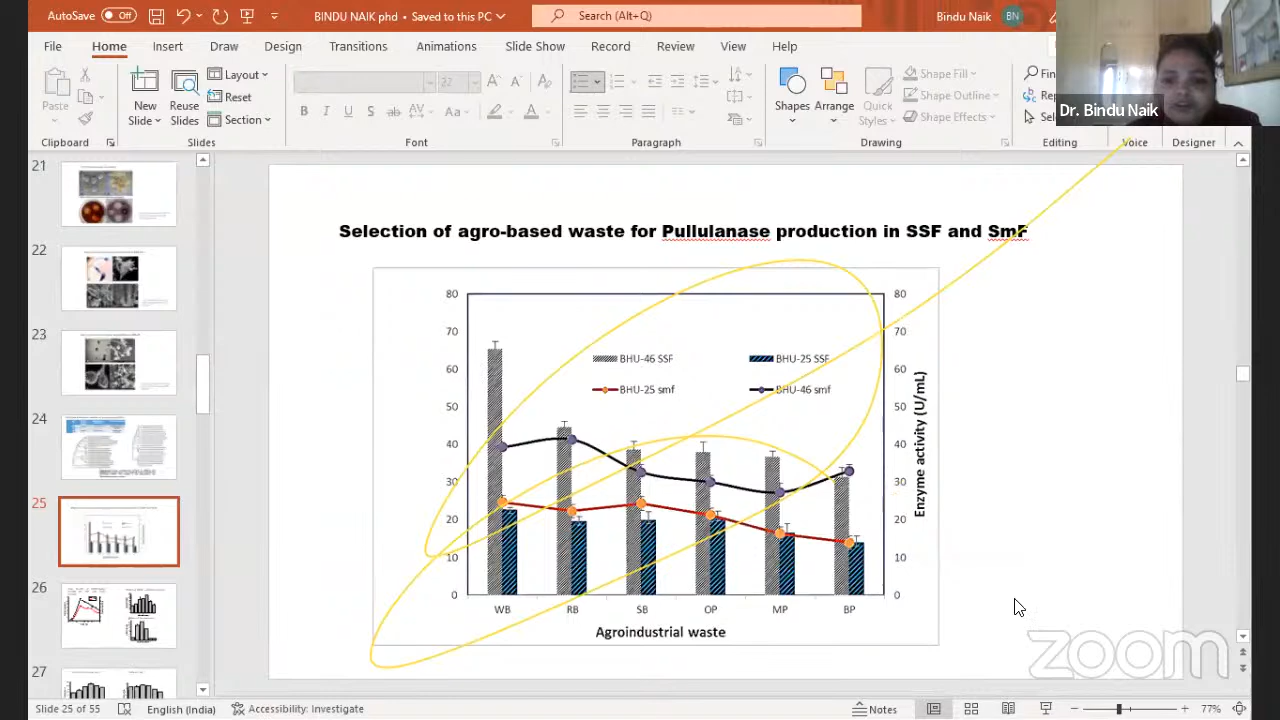 AutoSave Off
BINDU NAIK phd • Saved to this PC
Search (Alt+Q)
Bindu Naik BN
File Home Insert Draw Design Transitions Animations Slide Show Record Review View Help
Paste
Clipboard
New Slide
Reuse Slides
Layout
Reset
Section
Slides
22
B I U S ab AV Aa A
Font
Paragraph
Shapes
Arrange
Quick Styles
Shape Fill
Shape Outline
Shape Effects
Drawing
Editing
Voice
Designer
Dr. Bindu Naik
21
22
23
24
25
26
27
Selection of agro-based waste for Pullulanase production in SSF and SmF
80 80
70 70
60 60
50 50
40 40
30 30
20 20
10 10
0 0
BHU-46 SSF BHU-25 SSF
BHU-25 smf BHU-46 smf
Enzyme activity (U/mL)
WB RB SB OP MP BP
Agroindustrial waste
zoom
Slide 25 of 55 English (India) Accessibility: Investigate Notes 77%